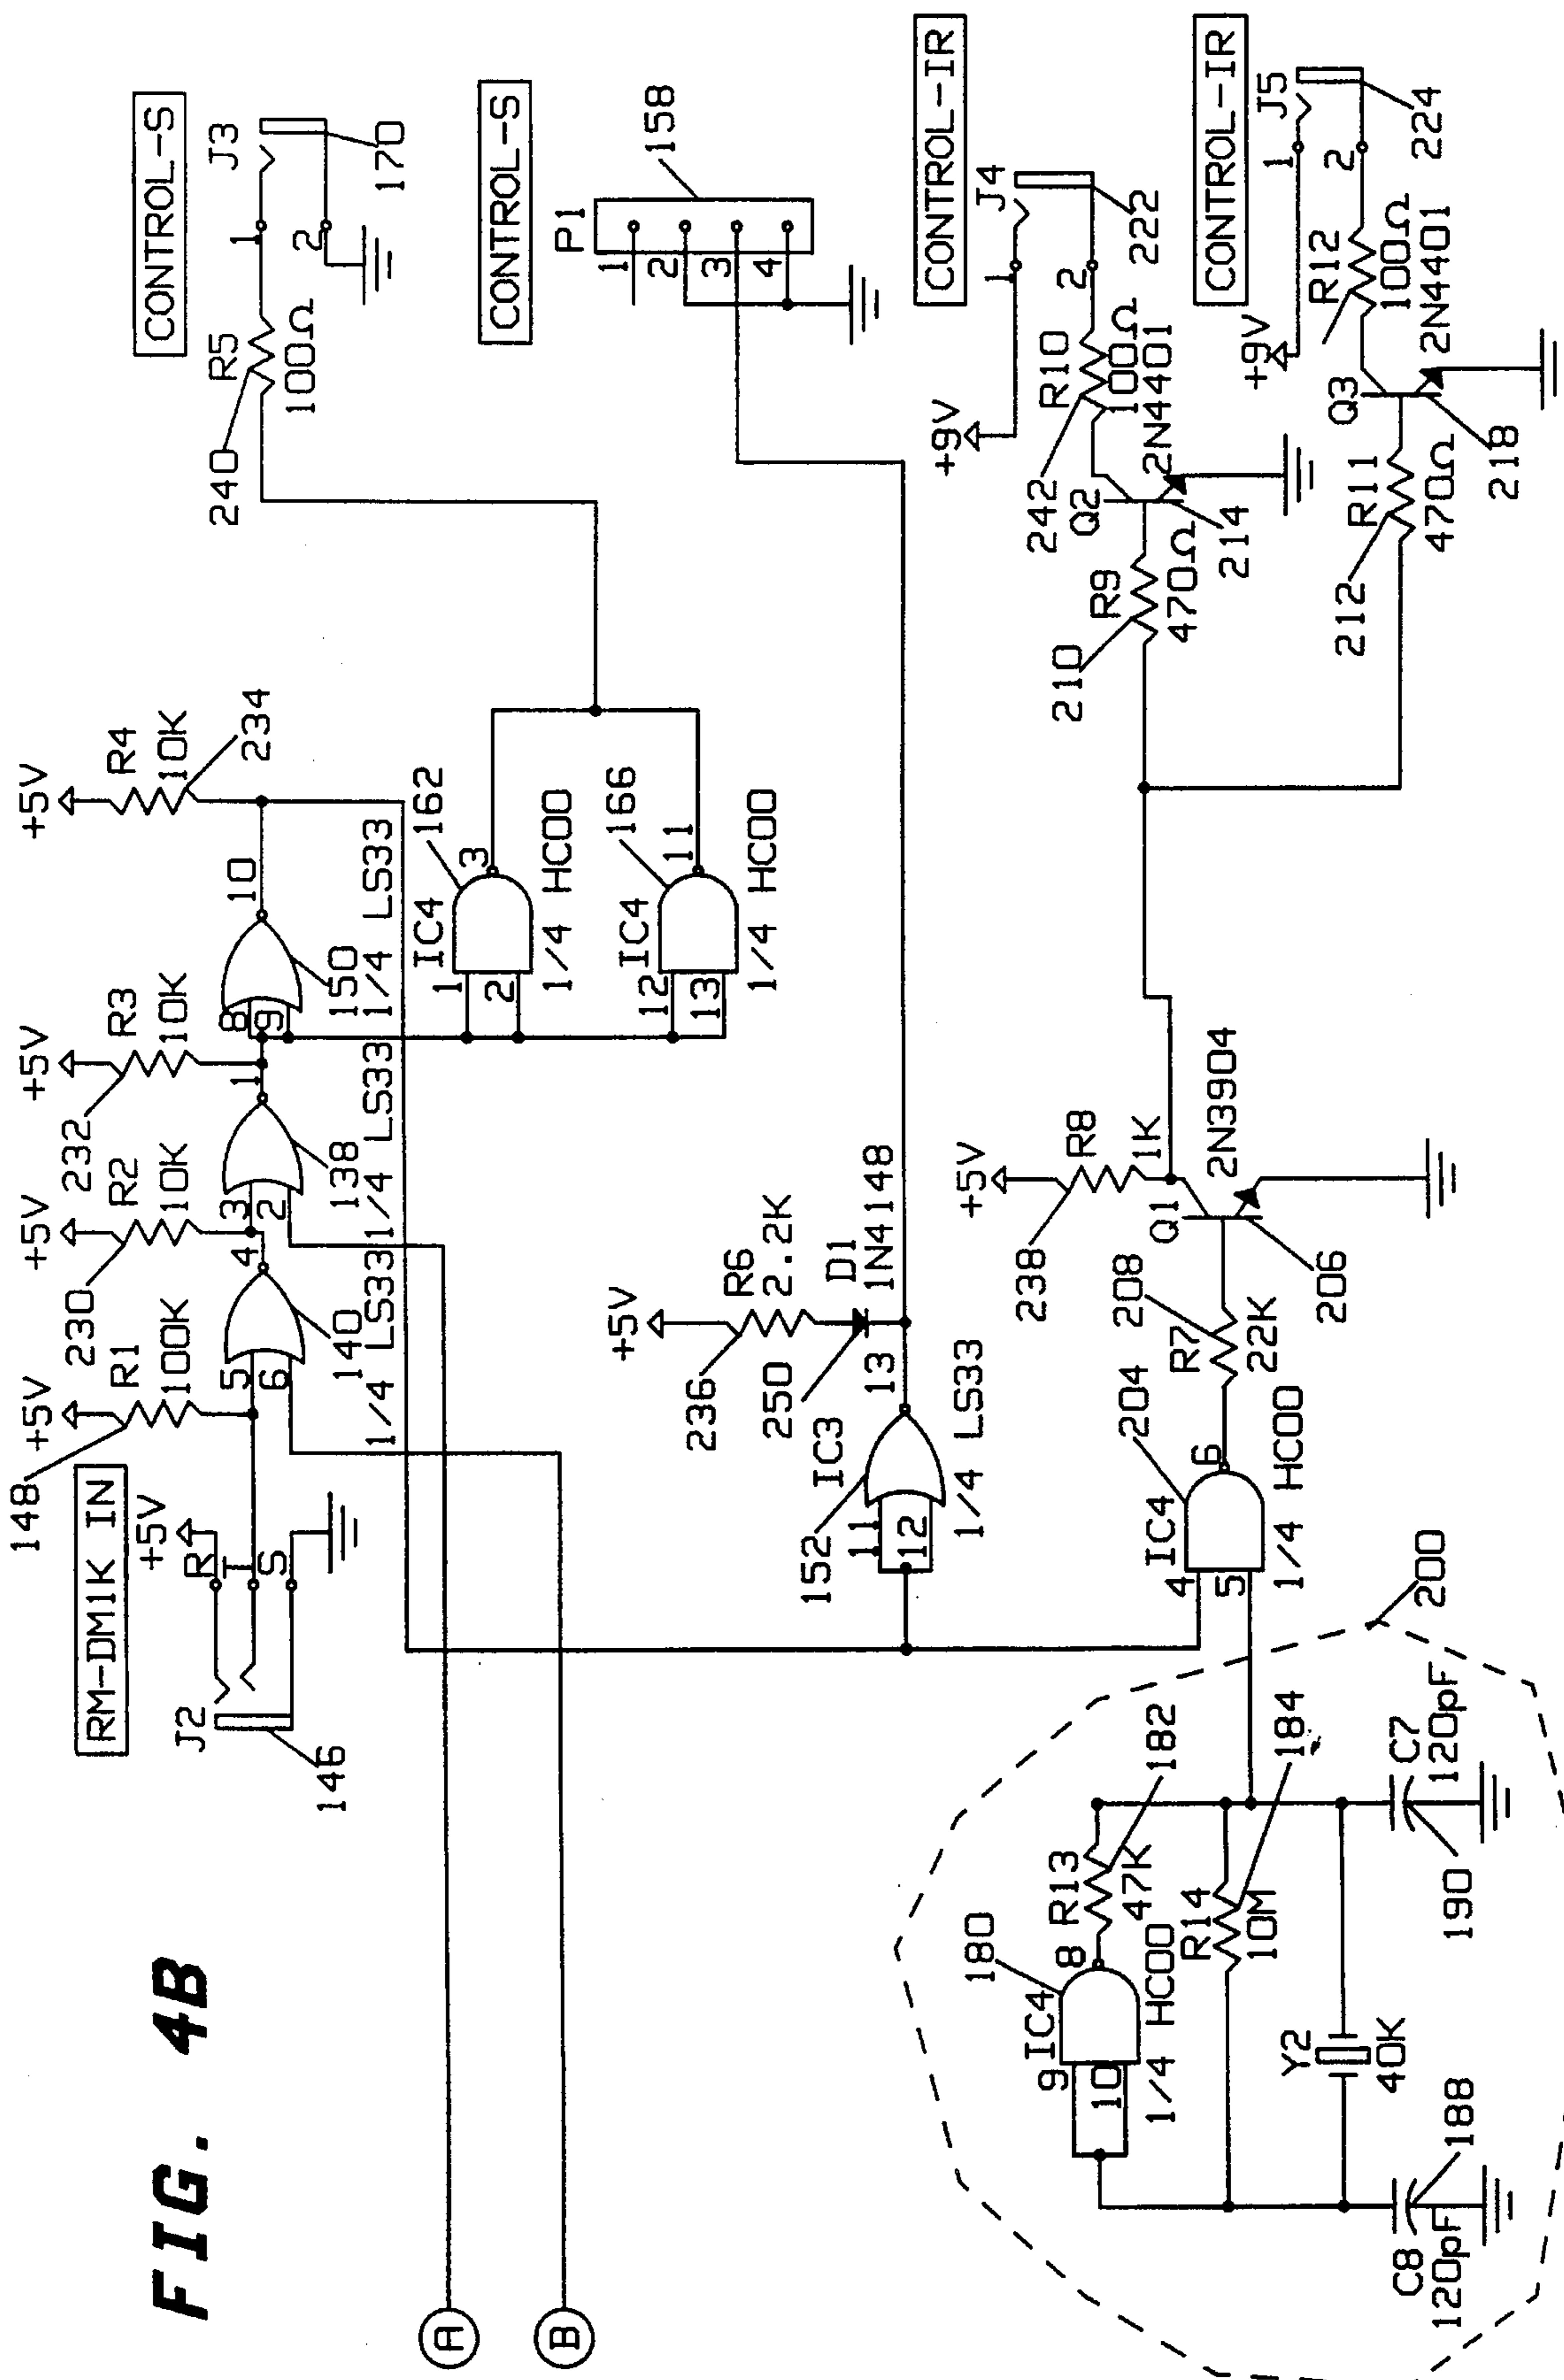 FIG. 4B
RM-DM1K IN
J2
146
+5V
R
T
S
148
+5V
R1
100K
5
6
4
140
1/4 LS33
230
+5V
R2
10K
3
2
1
138
1/4 LS33
232
+5V
R3
10K
8
9
10
150
1/4 LS33
+5V
R4
10K
234
IC4
162
1
2
3
1/4 HC00
IC4
166
12
13
11
1/4 HC00
240
R5
100Ω
CONTROL-S
J3
1
2
170
CONTROL-S
P1
1
2
3
4
158
A
B
152
IC3
11
12
13
1/4 LS33
+5V
236
R6
2.2K
250
D1
1N4148
IC4
204
4
5
6
1/4 HC00
R7
208
22K
+5V
238
R8
1K
Q1
2N3904
206
210
R9
470Ω
Q2
2N4401
214
242
R10
100Ω
+9V
CONTROL-IR
J4
1
2
222
212
R11
470Ω
Q3
2N4401
218
R12
100Ω
+9V
CONTROL-IR
J5
1
2
224
200
180
IC4
9
10
8
1/4 HC00
R13
47K
182
R14
10M
184
Y2
40K
C8
120pF
188
C7
120pF
190